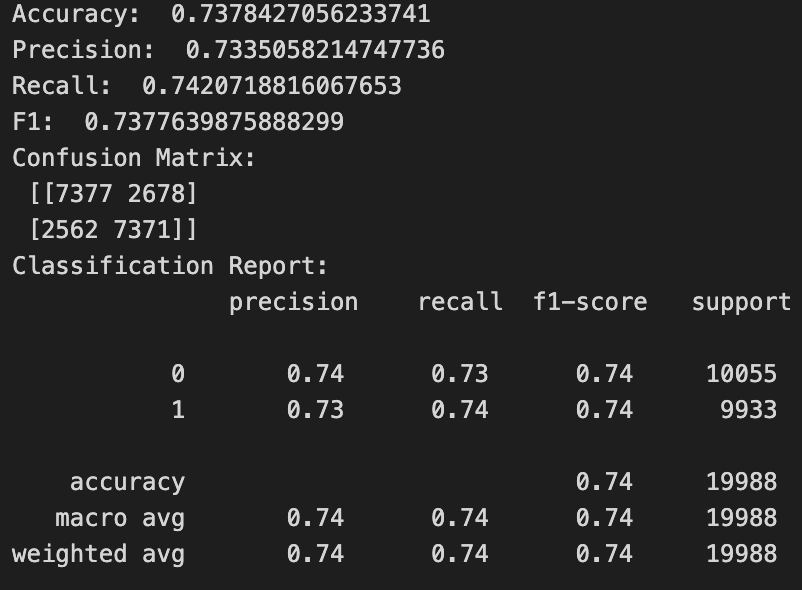 Accuracy:  0.7378427056233741
Precision:  0.7335058214747736
Recall:  0.7420718816067653
F1:  0.7377639875888299
Confusion Matrix:
 [[7377 2678]
 [2562 7371]]
Classification Report:
               precision    recall  f1-score   support

           0       0.74      0.73      0.74     10055
           1       0.73      0.74      0.74      9933

    accuracy                           0.74     19988
   macro avg       0.74      0.74      0.74     19988
weighted avg       0.74      0.74      0.74     19988